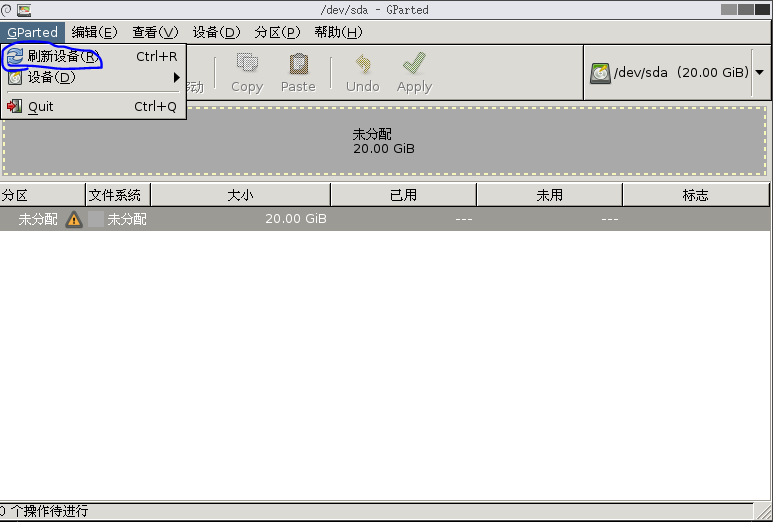 /dev/sda - GParted
GParted 编辑(E) 查看(V) 设备(D) 分区(P) 帮助(H)
刷新设备(R) Ctrl+R
设备(D)
Quit Ctrl+Q
动 Copy Paste Undo Apply
/dev/sda (20.00 GiB)
未分配
20.00 GiB
分区 文件系统 大小 已用 未用 标志
未分配 未分配 20.00 GiB --- ---
0 个操作待进行